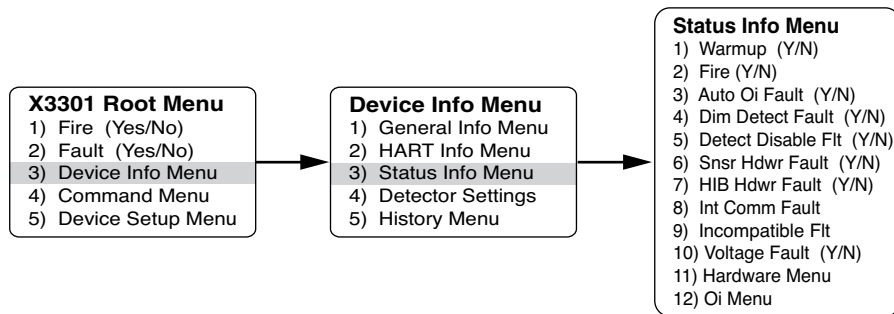 X3301 Root Menu
1) Fire (Yes/No)
2) Fault (Yes/No)
3) Device Info Menu
4) Command Menu
5) Device Setup Menu
Device Info Menu
1) General Info Menu
2) HART Info Menu
3) Status Info Menu
4) Detector Settings
5) History Menu
Status Info Menu
1) Warmup (Y/N)
2) Fire (Y/N)
3) Auto Oi Fault (Y/N)
4) Dim Detect Fault (Y/N)
5) Detect Disable Flt (Y/N)
6) Snsr Hdwr Fault (Y/N)
7) HIB Hdwr Fault (Y/N)
8) Int Comm Fault
9) Incompatible Flt
10) Voltage Fault (Y/N)
11) Hardware Menu
12) Oi Menu